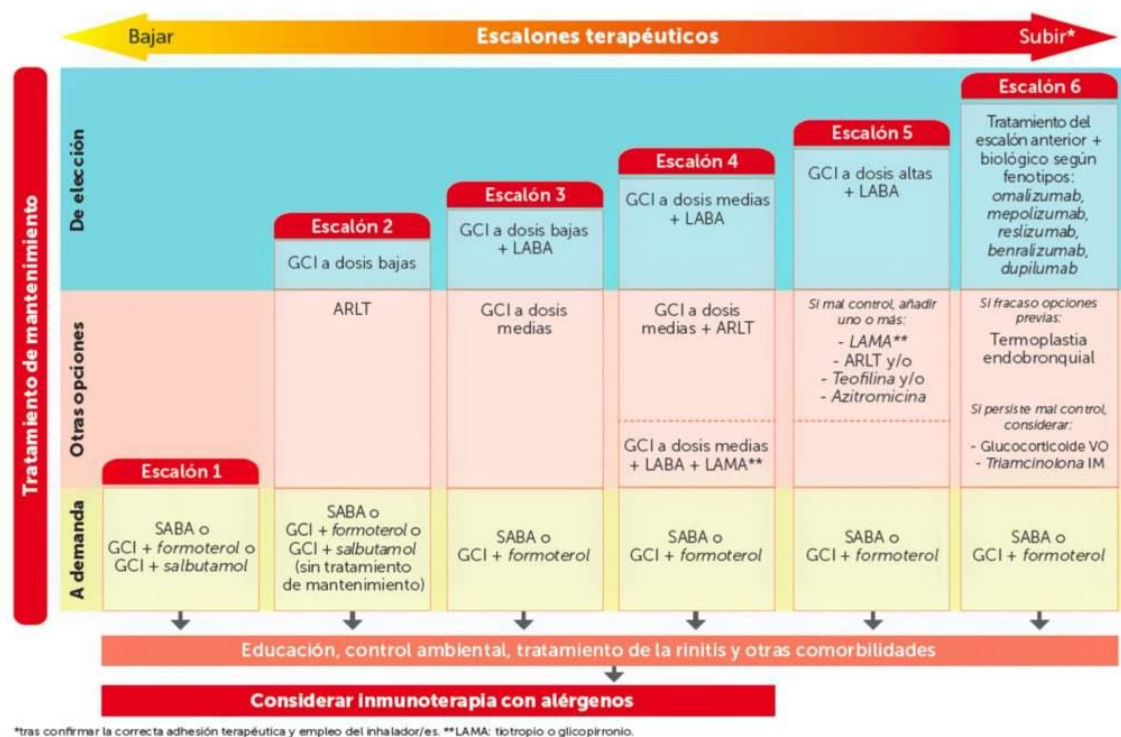 Bajar
Escalones terapéuticos
Subir*
Tratamiento de mantenimiento
De elección
Escalón 2
GCI a dosis bajas
Escalón 3
GCI a dosis bajas
+ LABA
Escalón 4
GCI a dosis medias
+ LABA
Escalón 5
GCI a dosis altas
+ LABA
Escalón 6
Tratamiento del
escalón anterior +
biológico según
fenotipos:
omalizumab,
mepolizumab,
reslizumab,
benralizumab,
dupilumab
Otras opciones
Escalón 1
ARLT
GCI a dosis
medias
GCI a dosis
medias + ARLT
GCI a dosis medias
+ LABA + LAMA**
Si mal control, añadir
uno o más:
- LAMA**
- ARLT y/o
- Teofilina y/o
- Azitromicina
Si fracaso opciones
previas:
Termoplastia
endobronquial
Si persiste mal control,
considerar:
- Glucocorticoide VO
- Triamcinolona IM
A demanda
SABA o
GCI + formoterol o
GCI + salbutamol
SABA o
GCI + formoterol o
GCI + salbutamol
(sin tratamiento
de mantenimiento)
SABA o
GCI + formoterol
SABA o
GCI + formoterol
SABA o
GCI + formoterol
SABA o
GCI + formoterol
Educación, control ambiental, tratamiento de la rinitis y otras comorbilidades
Considerar inmunoterapia con alérgenos
*tras confirmar la correcta adhesión terapéutica y empleo del inhalador/es. **LAMA: tiotropio o glicopirronio.